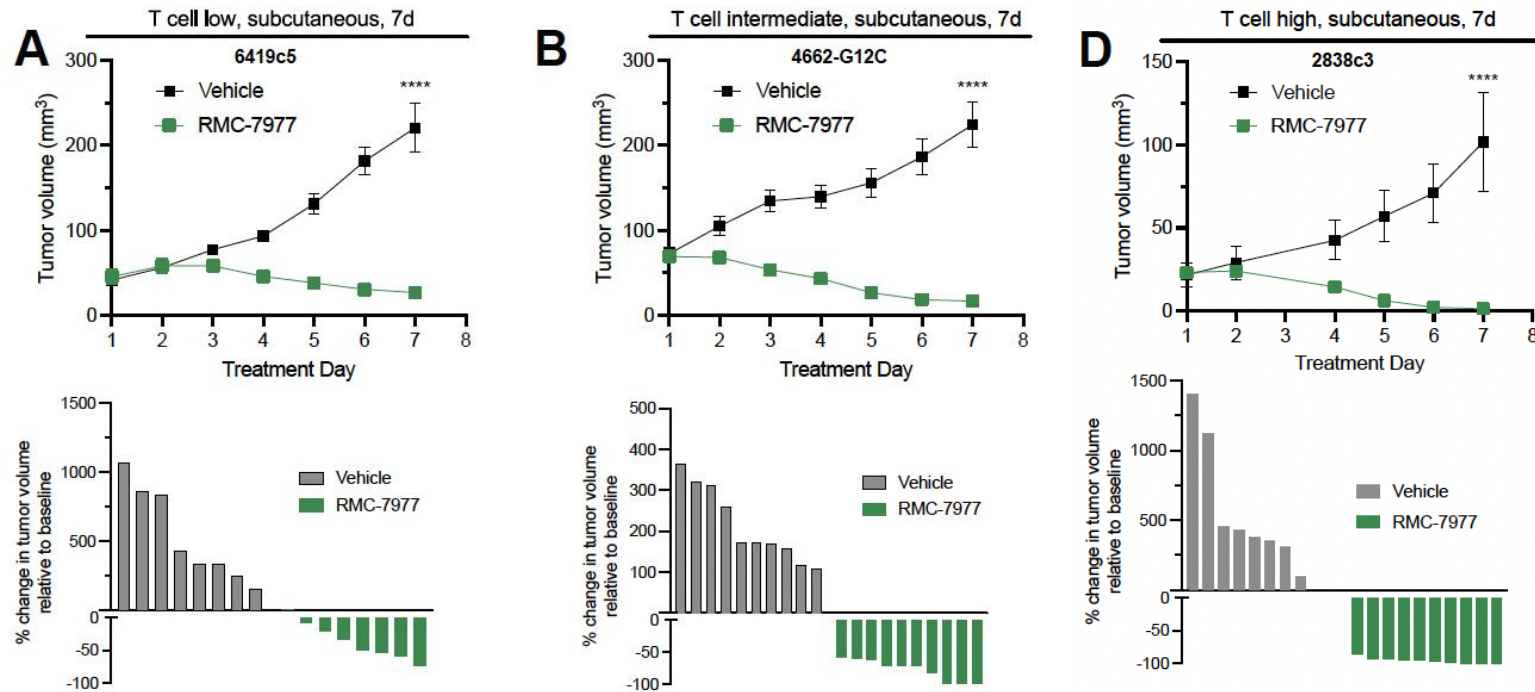 A
T cell low, subcutaneous, 7d
6419c5
Tumor volume (mm³)
300
200
100
0
Vehicle
RMC-7977
****
1 2 3 4 5 6 7 8
Treatment Day
% change in tumor volume
relative to baseline
1500
1000
500
0
-50
-100
Vehicle
RMC-7977
B
T cell intermediate, subcutaneous, 7d
4662-G12C
Tumor volume (mm³)
300
200
100
0
Vehicle
RMC-7977
****
1 2 3 4 5 6 7 8
Treatment Day
% change in tumor volume
relative to baseline
500
400
300
200
100
0
-50
-100
Vehicle
RMC-7977
D
T cell high, subcutaneous, 7d
2838c3
Tumor volume (mm³)
150
100
50
0
Vehicle
RMC-7977
****
1 2 3 4 5 6 7 8
Treatment Day
% change in tumor volume
relative to baseline
1500
1000
500
0
-50
-100
Vehicle
RMC-7977